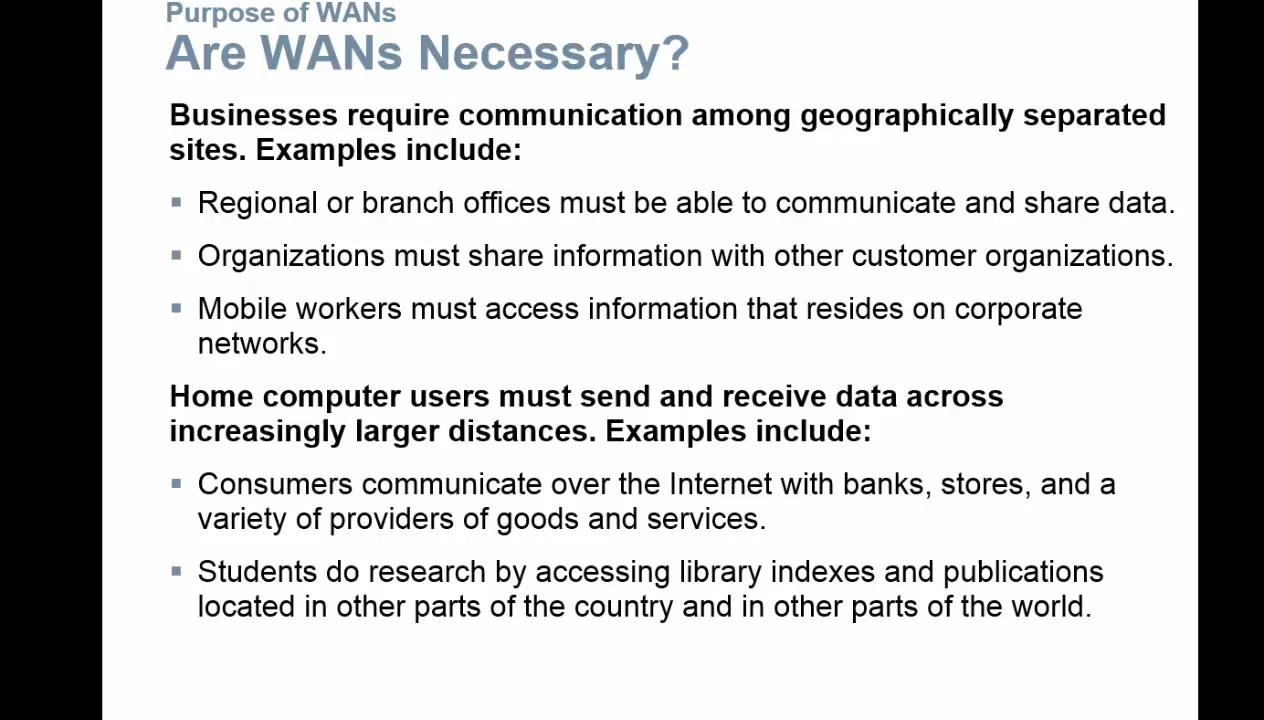 Purpose of WANs
Are WANs Necessary?
Businesses require communication among geographically separated
sites. Examples include:
▪ Regional or branch offices must be able to communicate and share data.
▪ Organizations must share information with other customer organizations.
▪ Mobile workers must access information that resides on corporate
networks.
Home computer users must send and receive data across
increasingly larger distances. Examples include:
▪ Consumers communicate over the Internet with banks, stores, and a
variety of providers of goods and services.
▪ Students do research by accessing library indexes and publications
located in other parts of the country and in other parts of the world.